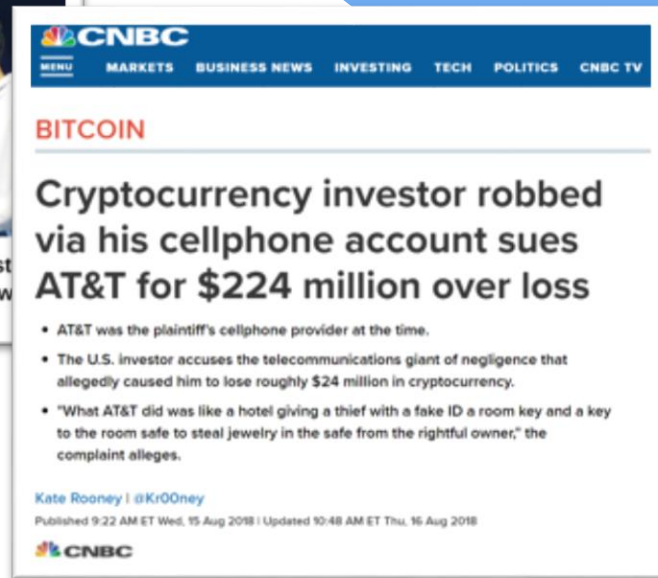 CNBC
MENU MARKETS BUSINESS NEWS INVESTING TECH POLITICS CNBC TV
BITCOIN
Cryptocurrency investor robbed
via his cellphone account sues
AT&T for $224 million over loss
• AT&T was the plaintiff's cellphone provider at the time.
• The U.S. investor accuses the telecommunications giant of negligence that
allegedly caused him to lose roughly $24 million in cryptocurrency.
• "What AT&T did was like a hotel giving a thief with a fake ID a room key and a key
to the room safe to steal jewelry in the safe from the rightful owner," the
complaint alleges.
Kate Rooney | @Kr00ney
Published 9:22 AM ET Wed, 15 Aug 2018 | Updated 10:48 AM ET Thu, 16 Aug 2018
CNBC
st
w